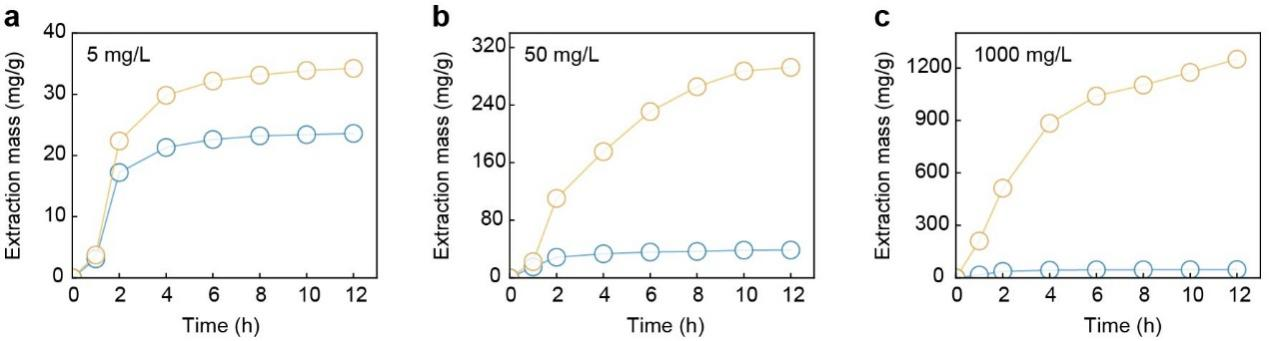 a
5 mg/L
Extraction mass (mg/g)
40
30
20
10
0
0 2 4 6 8 10 12
Time (h)
b
50 mg/L
Extraction mass (mg/g)
320
240
160
80
0
0 2 4 6 8 10 12
Time (h)
c
1000 mg/L
Extraction mass (mg/g)
1200
900
600
300
0
0 2 4 6 8 10 12
Time (h)